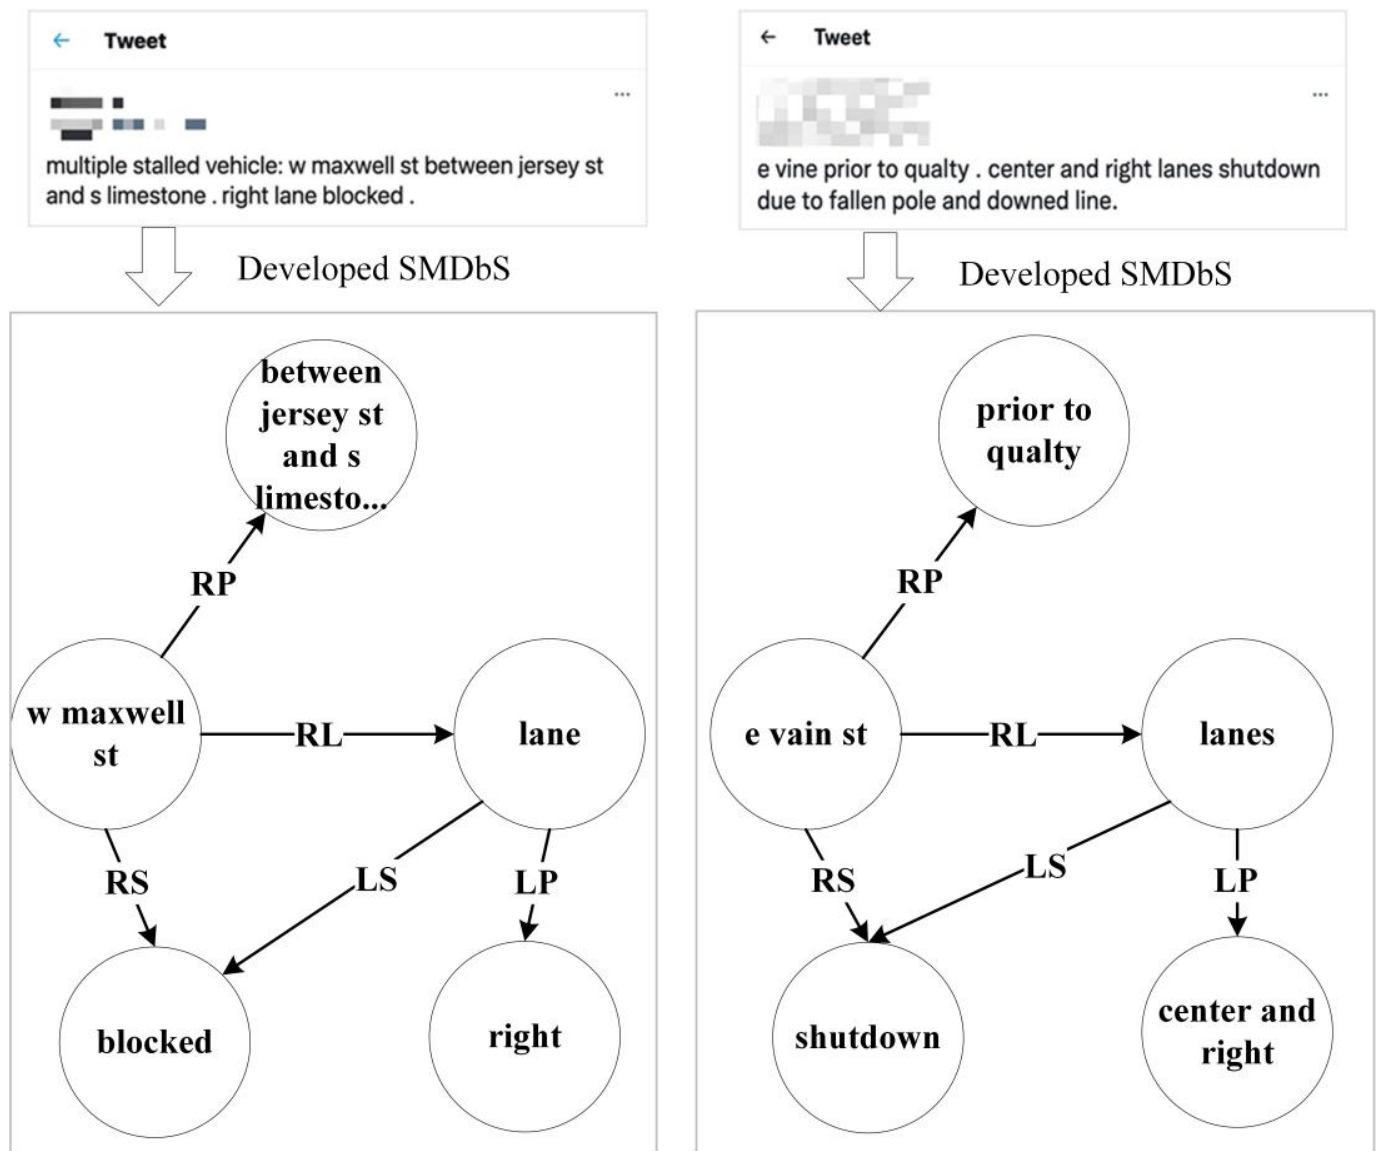 Tweet
...
multiple stalled vehicle: w maxwell st between jersey st
and s limestone . right lane blocked .
Developed SMDbS
between
jersey st
and s
limesto...
RP
w maxwell
st
RL
lane
RS
LS
LP
blocked
right
Tweet
...
e vine prior to qualty . center and right lanes shutdown
due to fallen pole and downed line.
Developed SMDbS
prior to
qualty
RP
e vain st
RL
lanes
RS
LS
LP
shutdown
center and
right